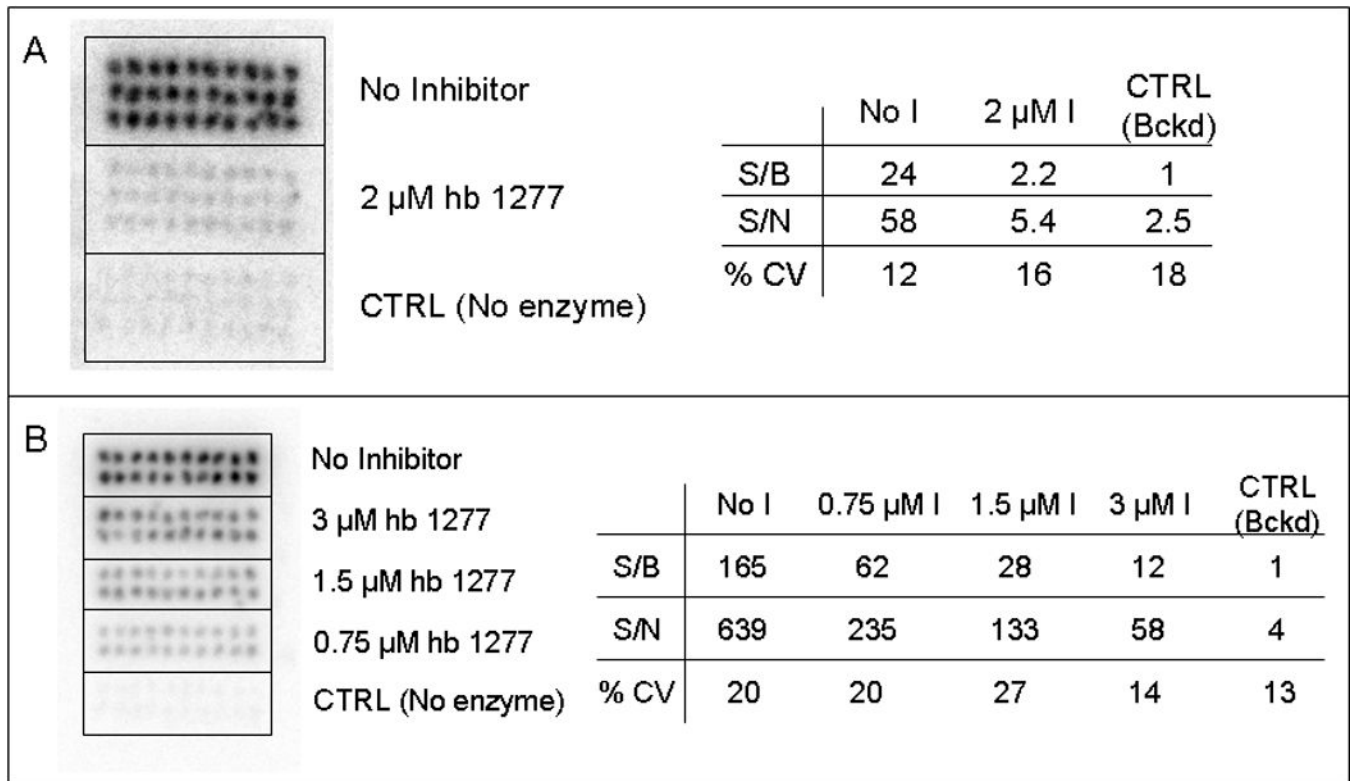 A
No Inhibitor
2 µM hb 1277
CTRL (No enzyme)
No I 2 µM I CTRL (Bckd)
S/B 24 2.2 1
S/N 58 5.4 2.5
% CV 12 16 18
B
No Inhibitor
3 µM hb 1277
1.5 µM hb 1277
0.75 µM hb 1277
CTRL (No enzyme)
No I 0.75 µM I 1.5 µM I 3 µM I CTRL (Bckd)
S/B 165 62 28 12 1
S/N 639 235 133 58 4
% CV 20 20 27 14 13